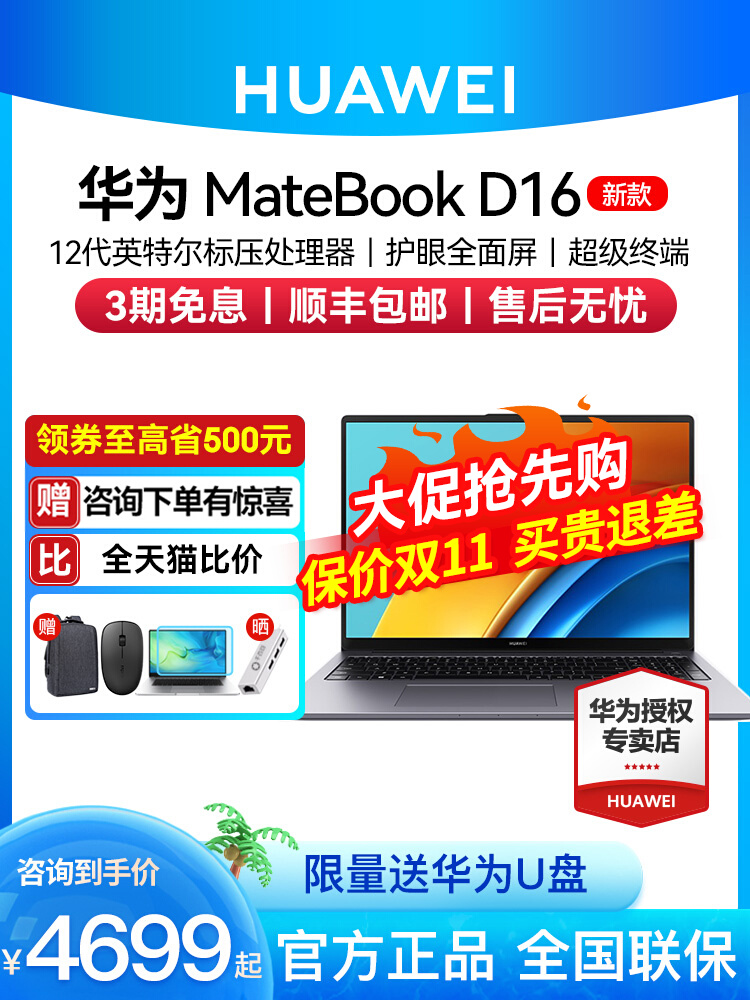 HUAWEI
华为 MateBook D16 新款
12代英特尔标压处理器|护眼全面屏|超级终端
3期免息|顺丰包邮|售后无忧
领券至高省500元
赠 咨询下单有惊喜
比 全天猫比价
赠 晒
大促抢先购
保价双11 买贵退差
HUAWEI
华为授权
专卖店
★★★★★
HUAWEI
限量送华为U盘
咨询到手价
¥4699起
官方正品 全国联保